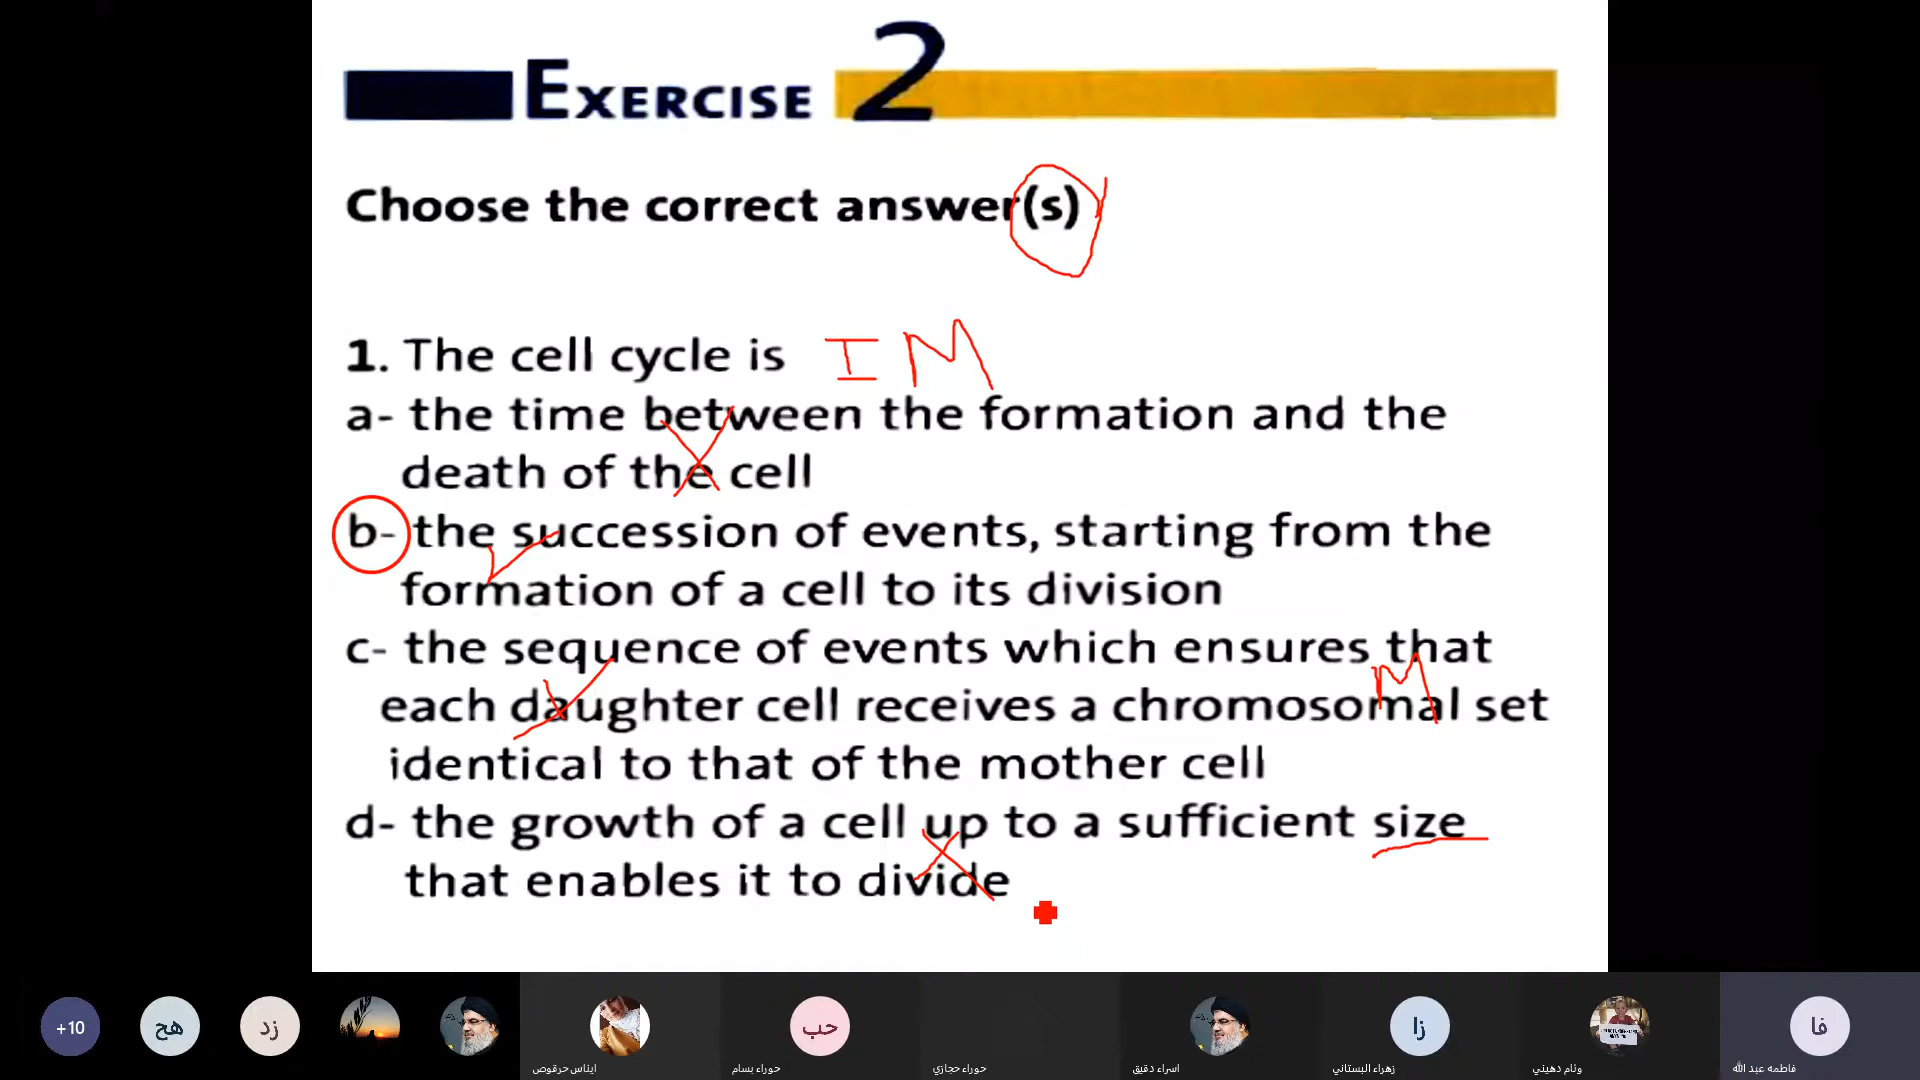 EXERCISE 2
Choose the correct answer(s)
1. The cell cycle is I M
a- the time between the formation and the
death of the cell
b- the succession of events, starting from the
formation of a cell to its division
c- the sequence of events which ensures that
M
each daughter cell receives a chromosomal set
identical to that of the mother cell
d- the growth of a cell up to a sufficient size
that enables it to divide
+10
هح
زد
حب
زا
فا
ايناس حرقوص
حوراء بسام
حوراء حجازي
اسراء دقيق
زهراء البستاني
وئام دهيني
فاطمه عبد الله